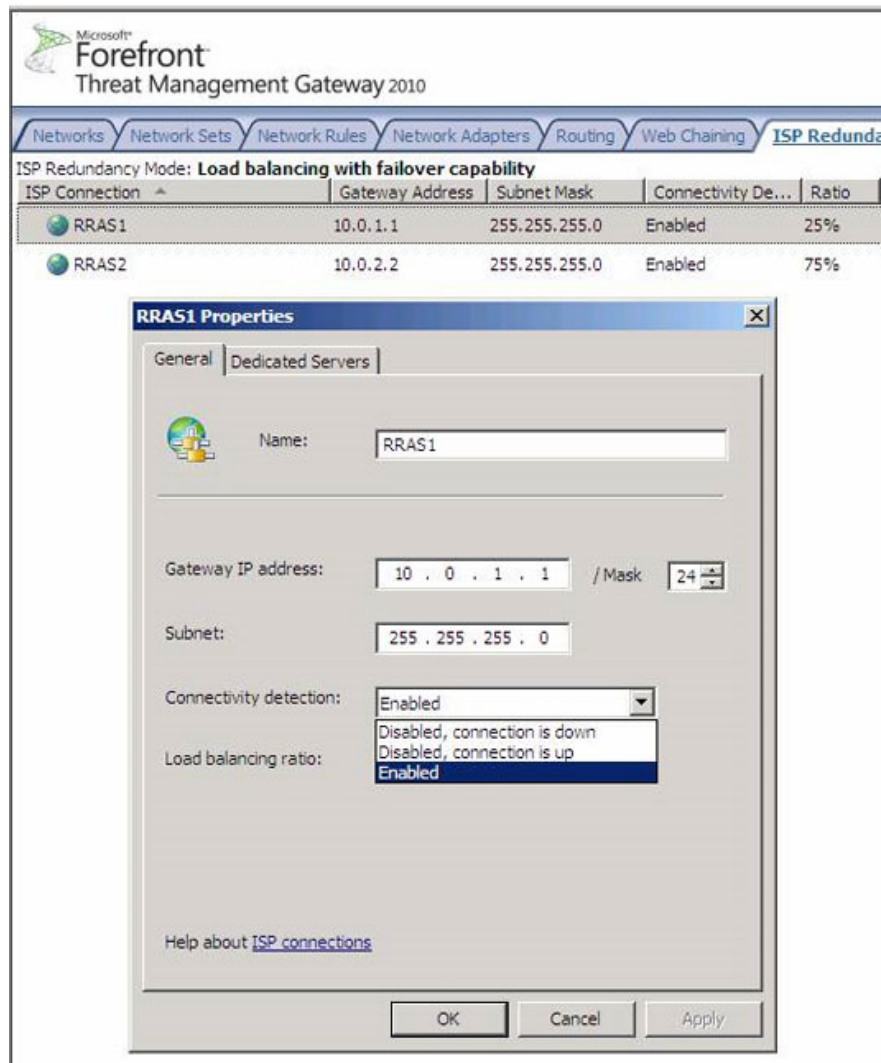 Microsoft
Forefront
Threat Management Gateway 2010
Networks Network Sets Network Rules Network Adapters Routing Web Chaining ISP Redunda
ISP Redundancy Mode: Load balancing with failover capability
ISP Connection Gateway Address Subnet Mask Connectivity De... Ratio
RRAS1 10.0.1.1 255.255.255.0 Enabled 25%
RRAS2 10.0.2.2 255.255.255.0 Enabled 75%
RRAS1 Properties
General Dedicated Servers
Name: RRAS1
Gateway IP address: 10 . 0 . 1 . 1 / Mask 24
Subnet: 255 . 255 . 255 . 0
Connectivity detection: Enabled
Disabled, connection is down
Disabled, connection is up
Load balancing ratio: Enabled
Help about ISP connections
OK Cancel Apply